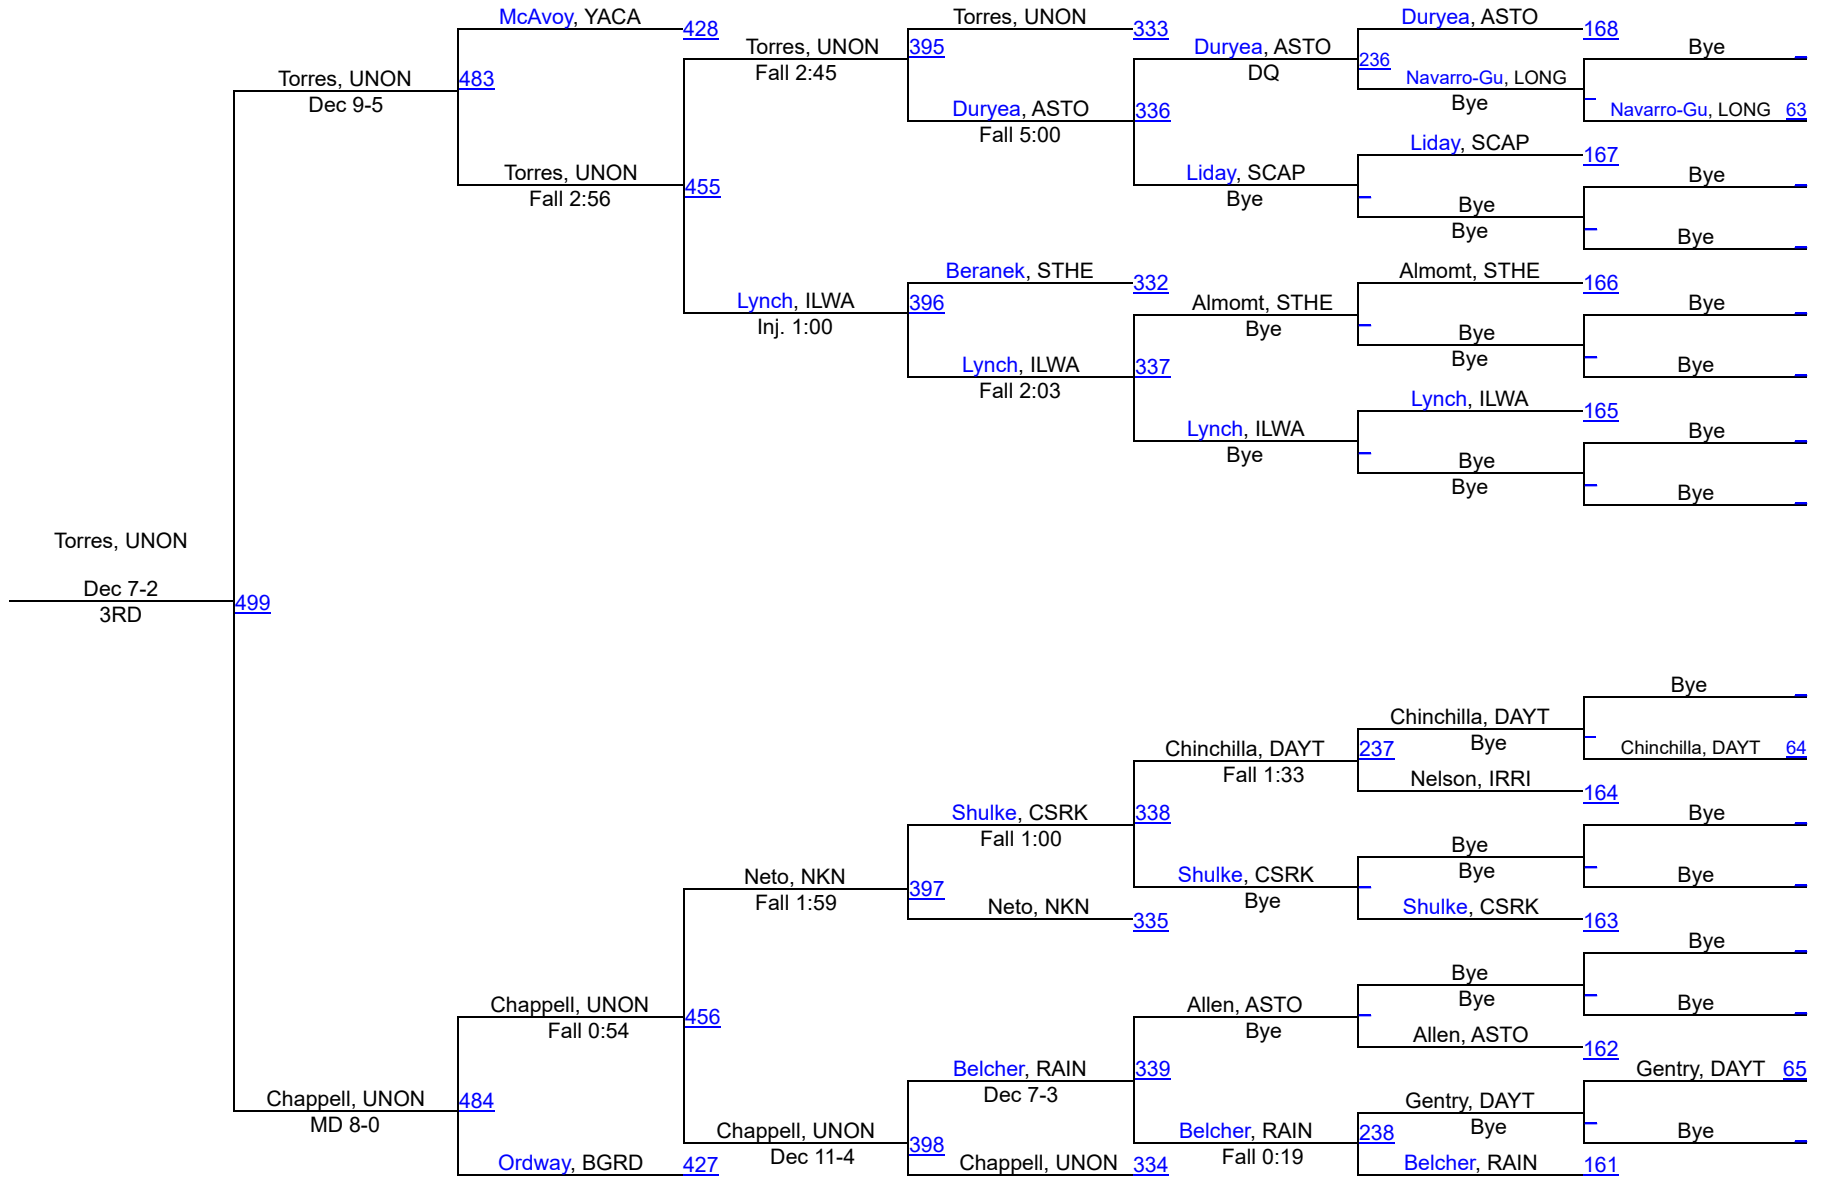 McAvoy, YACA
428
Torres, UNON
333
Duryea, ASTO
168
Torres, UNON
Fall 2:45
395
Duryea, ASTO
DQ
236
Navarro-Gu, LONG
Bye
Bye
Torres, UNON
Dec 9-5
483
Duryea, ASTO
Fall 5:00
336
Navarro-Gu, LONG 63
Liday, SCAP
167
Torres, UNON
Fall 2:56
455
Liday, SCAP
Bye
Bye
Bye
Bye
Bye
Beranek, STHE
332
Almomt, STHE
166
Lynch, ILWA
Inj. 1:00
396
Almomt, STHE
Bye
Bye
Bye
Bye
Lynch, ILWA
Fall 2:03
337
Bye
Lynch, ILWA
165
Lynch, ILWA
Bye
Bye
Bye
Bye
Bye
Torres, UNON
Dec 7-2
3RD
499
Bye
Chinchilla, DAYT
Bye
Chinchilla, DAYT
Fall 1:33
237
Chinchilla, DAYT 64
Nelson, IRRI
164
Shulke, CSRK
Fall 1:00
338
Bye
Bye
Bye
Neto, NKN
Fall 1:59
397
Shulke, CSRK
Bye
Bye
Neto, NKN
335
Shulke, CSRK
163
Bye
Bye
Bye
Chappell, UNON
Fall 0:54
456
Allen, ASTO
Bye
Bye
Allen, ASTO
162
Belcher, RAIN
Dec 7-3
339
Gentry, DAYT 65
Chappell, UNON
MD 8-0
484
Gentry, DAYT
Bye
Chappell, UNON
Dec 11-4
398
Belcher, RAIN
Fall 0:19
238
Bye
Ordway, BGRD
427
Chappell, UNON
334
Belcher, RAIN
161